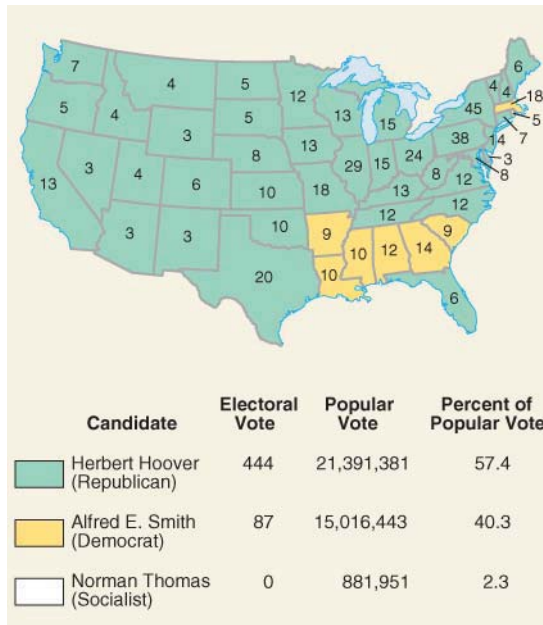 7 4 5 12 6
5 4 3 5 13 15 45 4 4 18
5
8 13 38 14 7
13 3 4 6 10 18 29 15 24 8 12 3
8
13 12
3 3 10 9 12 9
20 10 10 12 14
6
Candidate Electoral Vote Popular Vote Percent of Popular Vote
Herbert Hoover (Republican) 444 21,391,381 57.4
Alfred E. Smith (Democrat) 87 15,016,443 40.3
Norman Thomas (Socialist) 0 881,951 2.3